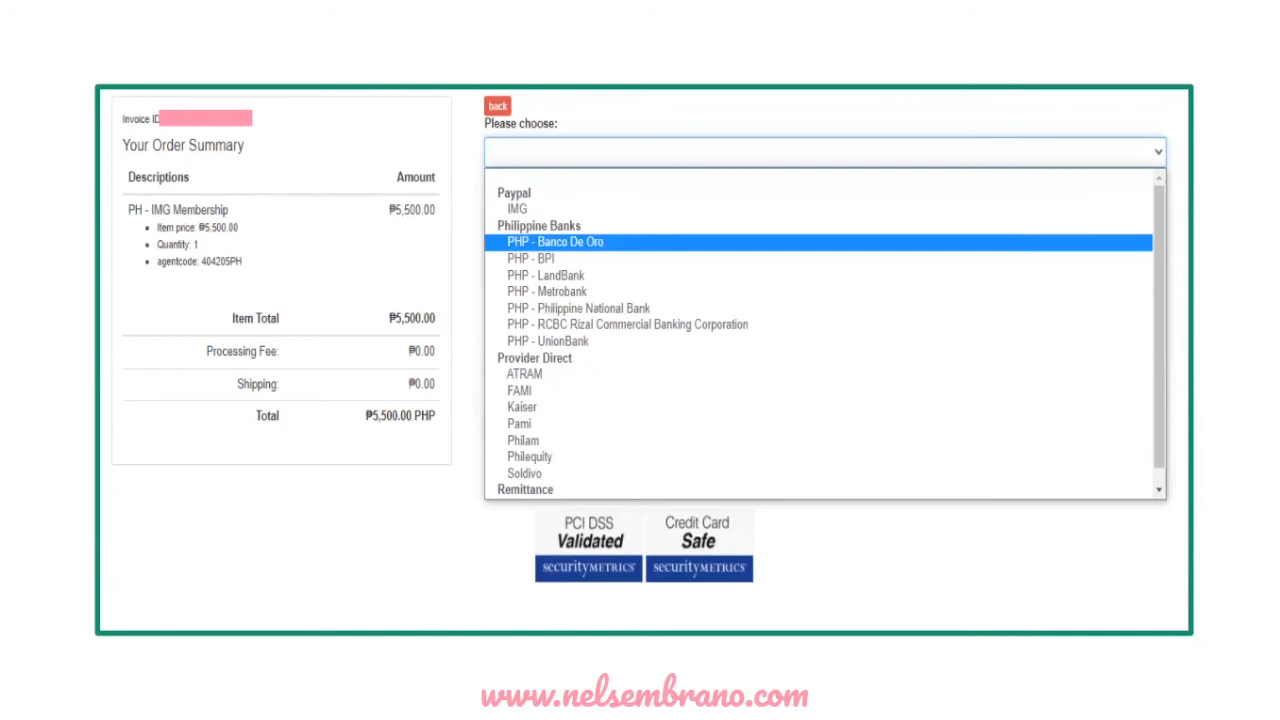 Invoice ID
Your Order Summary
Descriptions Amount
PH - IMG Membership ₱5,500.00
Item price: ₱5.500.00
Quantity: 1
agentcode: 404205PH
Item Total ₱5,500.00
Processing Fee: ₱0.00
Shipping: ₱0.00
Total ₱5,500.00 PHP
back
Please choose:
Paypal
IMG
Philippine Banks
PHP - Banco De Oro
PHP - BPI
PHP - LandBank
PHP - Metrobank
PHP - Philippine National Bank
PHP - RCBC Rizal Commercial Banking Corporation
PHP - UnionBank
Provider Direct
ATRAM
FAMI
Kaiser
Pami
Philam
Philequity
Soldivo
Remittance
PCI DSS
Validated
securityMETRICS®
Credit Card
Safe
securityMETRICS®
www.nelsembrano.com